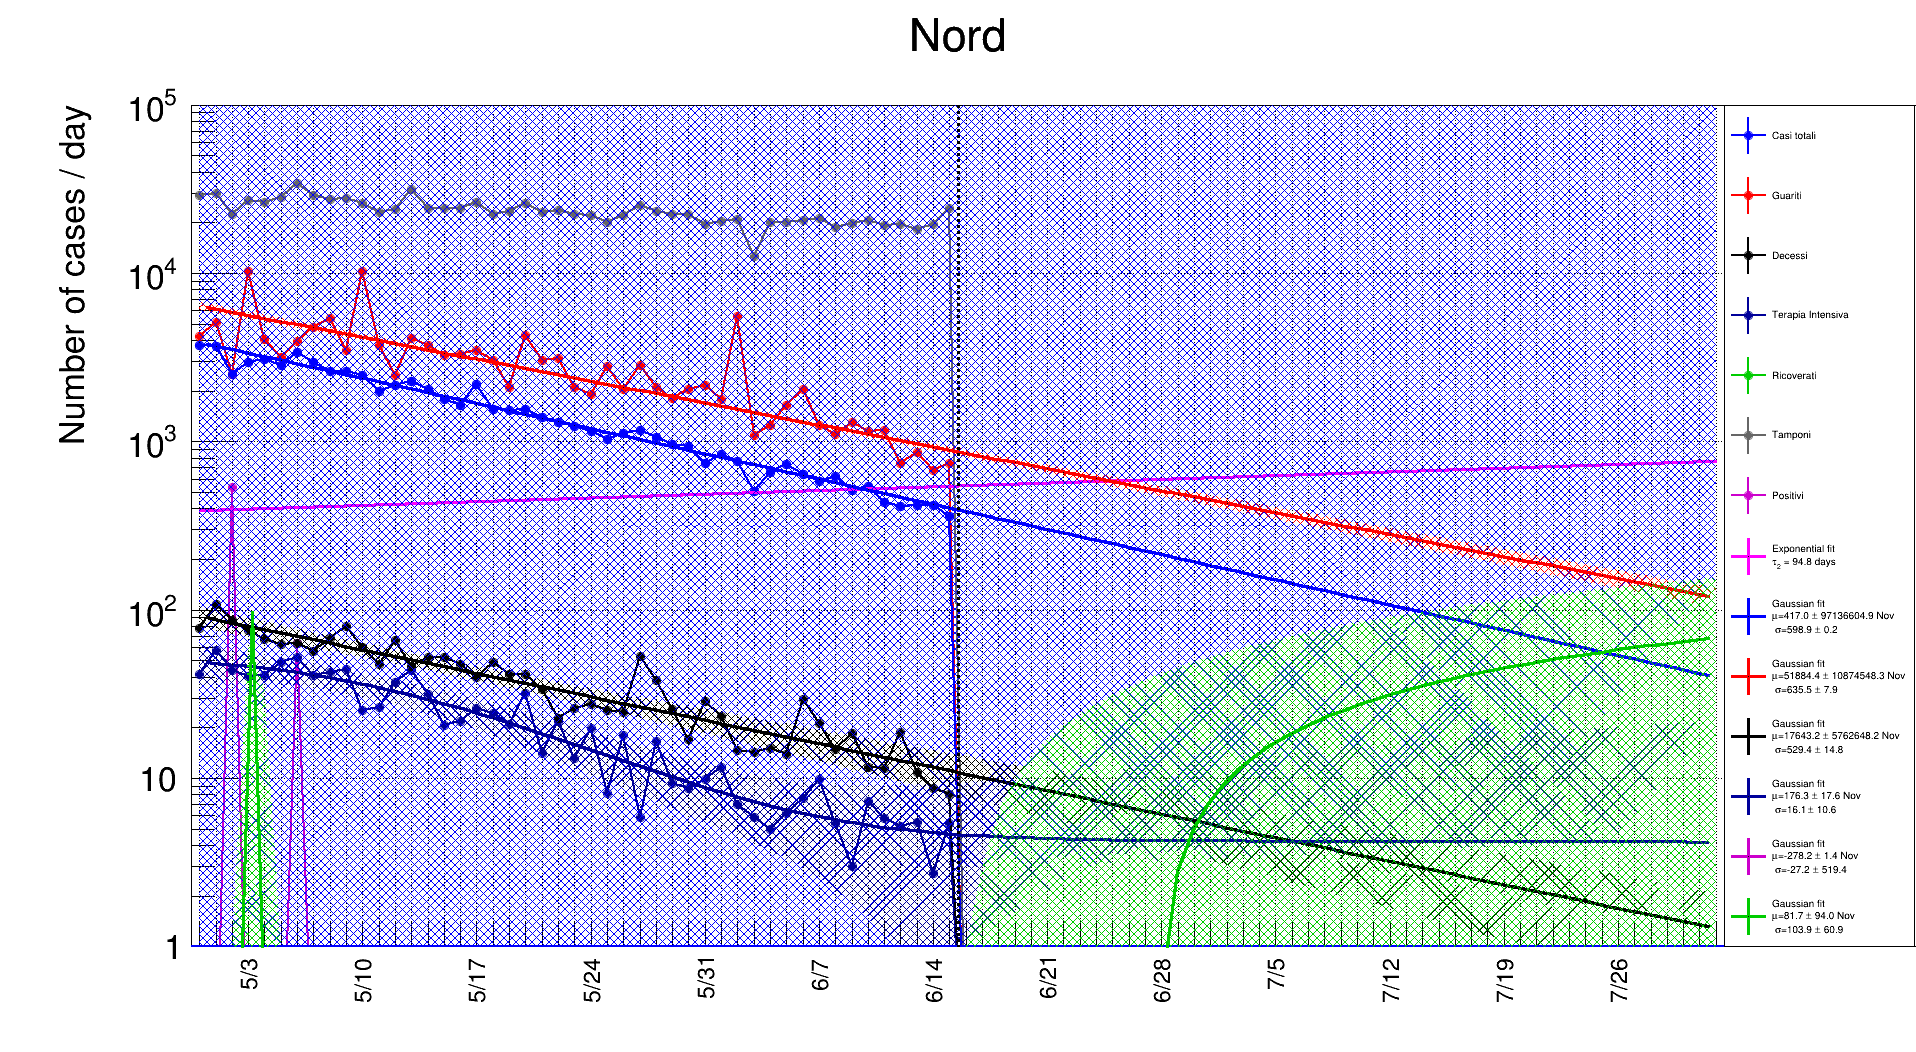 Nord
Number of cases / day
10^5
10^4
10^3
10^2
10
1
5/3
5/10
5/17
5/24
5/31
6/7
6/14
6/21
6/28
7/5
7/12
7/19
7/26
Casi totali
Guariti
Decessi
Terapia Intensiva
Ricoverati
Tamponi
Positivi
Exponential fit
τ₂ = 94.8 days
Gaussian fit
μ=417.0 ± 97136604.9 Nov
σ=598.9 ± 0.2
Gaussian fit
μ=51884.4 ± 10874548.3 Nov
σ=635.5 ± 7.9
Gaussian fit
μ=17643.2 ± 5762648.2 Nov
σ=529.4 ± 14.8
Gaussian fit
μ=176.3 ± 17.6 Nov
σ=16.1 ± 10.6
Gaussian fit
μ=-278.2 ± 1.4 Nov
σ=-27.2 ± 519.4
Gaussian fit
μ=81.7 ± 94.0 Nov
σ=103.9 ± 60.9